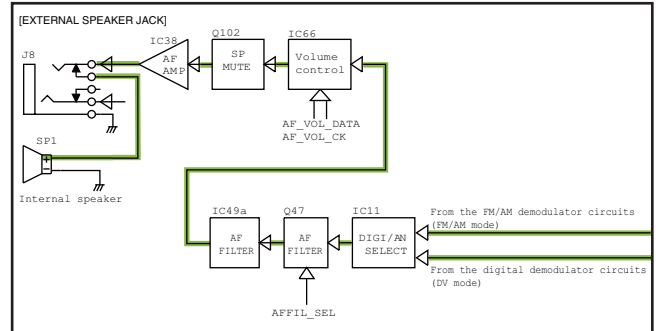 [EXTERNAL SPEAKER JACK]
J8
IC38
AF
AMP
Q102
SP
MUTE
IC66
Volume
control
AF_VOL_DATA
AF_VOL_CK
SP1
+
−
Internal speaker
IC49a
AF
FILTER
Q47
AF
FILTER
IC11
DIGI/AN
SELECT
From the FM/AM demodulator circuits
(FM/AM mode)
From the digital demodulator circuits
(DV mode)
AFFIL_SEL